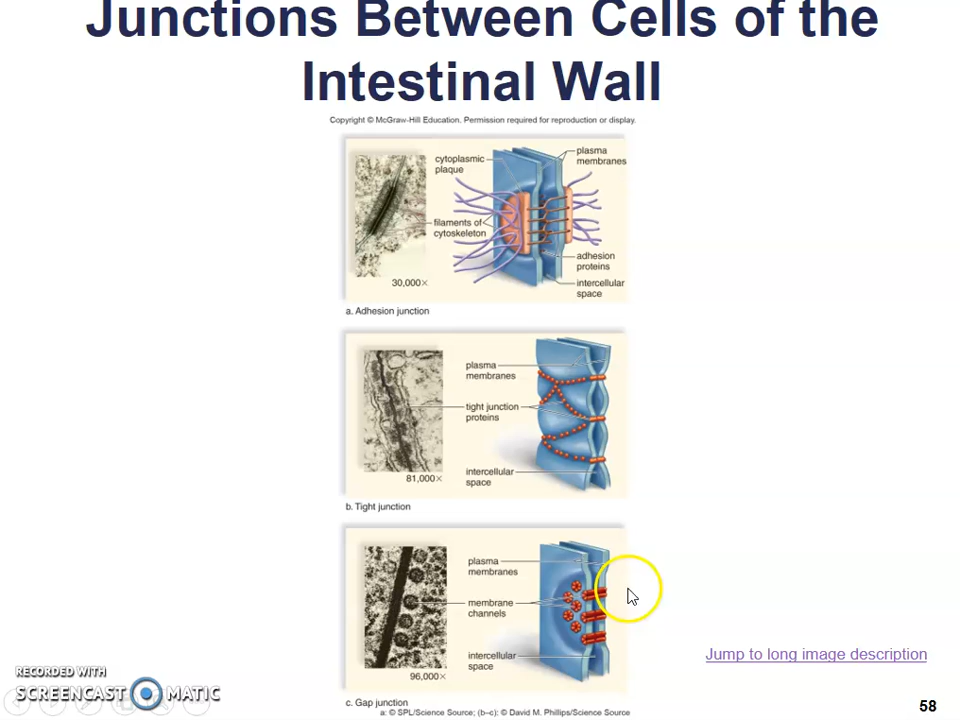 Junctions Between Cells of the
Intestinal Wall
Copyright © McGraw-Hill Education. Permission required for reproduction or display.
cytoplasmic
plaque
plasma
membranes
filaments of
cytoskeleton
adhesion
proteins
30,000×
intercellular
space
a. Adhesion junction
plasma
membranes
tight junction
proteins
intercellular
space
81,000×
b. Tight junction
plasma
membranes
membrane
channels
intercellular
space
96,000×
c. Gap junction
a: © SPL/Science Source; (b–c): © David M. Phillips/Science Source
Jump to long image description
58
RECORDED WITH
SCREENCAST MATIC